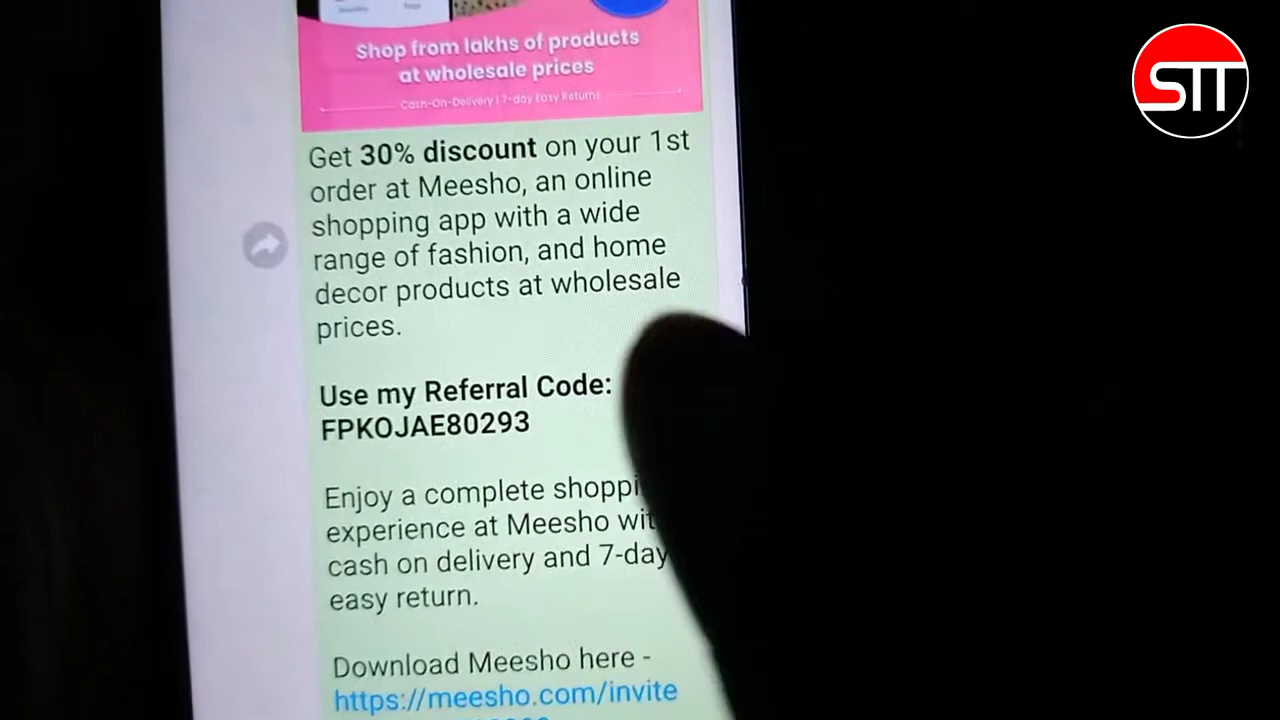 STT
Shop from lakhs of products
at wholesale prices
Cash-On-Delivery | 7-day Easy Returns
Get 30% discount on your 1st
order at Meesho, an online
shopping app with a wide
range of fashion, and home
decor products at wholesale
prices.
Use my Referral Code:
FPKOJAE80293
Enjoy a complete shoppi
experience at Meesho wit
cash on delivery and 7-day
easy return.
Download Meesho here -
https://meesho.com/invite